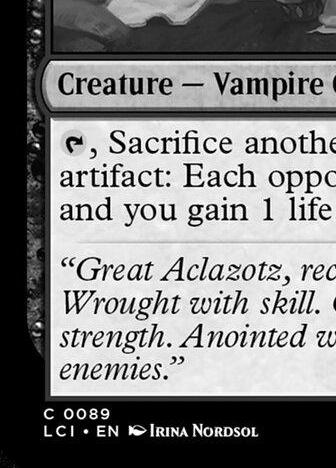 Creature — Vampire
, Sacrifice anothe
artifact: Each oppo
and you gain 1 life
“Great Aclazotz, rec
Wrought with skill.
strength. Anointed w
enemies.”
C 0089
LCI • EN Irina Nordsol